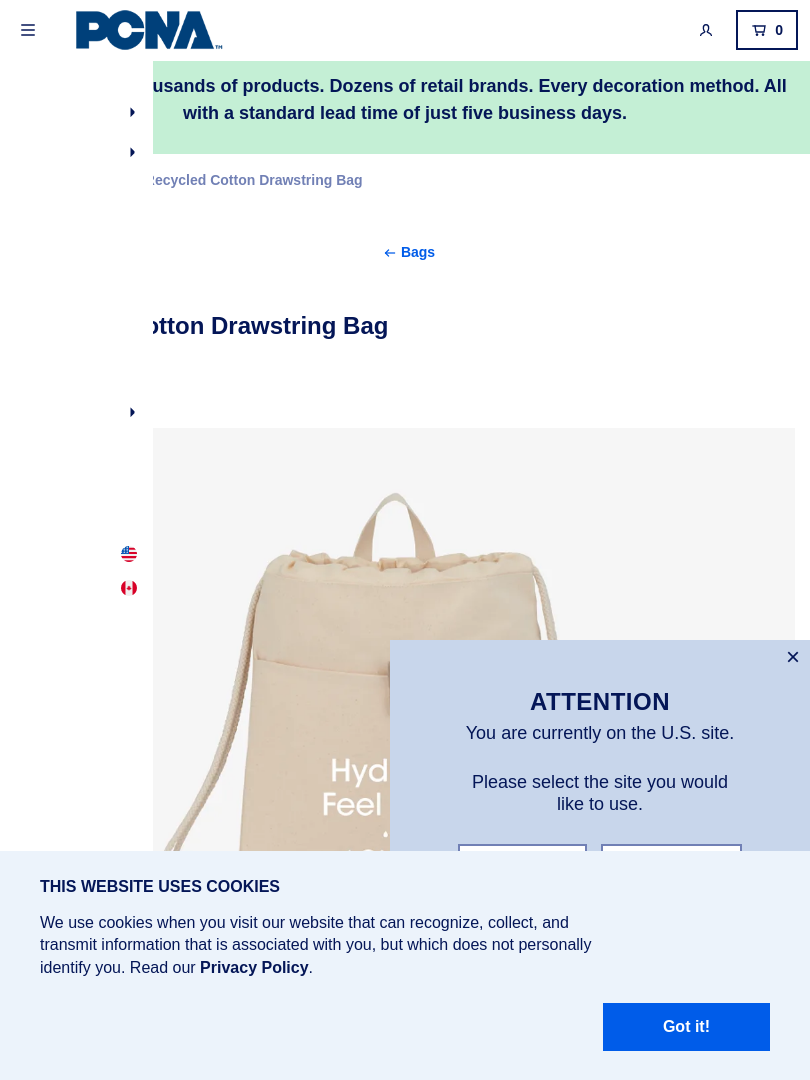 PCNA™
0
usands of products. Dozens of retail brands. Every decoration method. All
with a standard lead time of just five business days.
Recycled Cotton Drawstring Bag
Bags
otton Drawstring Bag
Hyd
Feel
ATTENTION
You are currently on the U.S. site.
Please select the site you would
like to use.
THIS WEBSITE USES COOKIES
We use cookies when you visit our website that can recognize, collect, and
transmit information that is associated with you, but which does not personally
identify you. Read our Privacy Policy.
Got it!